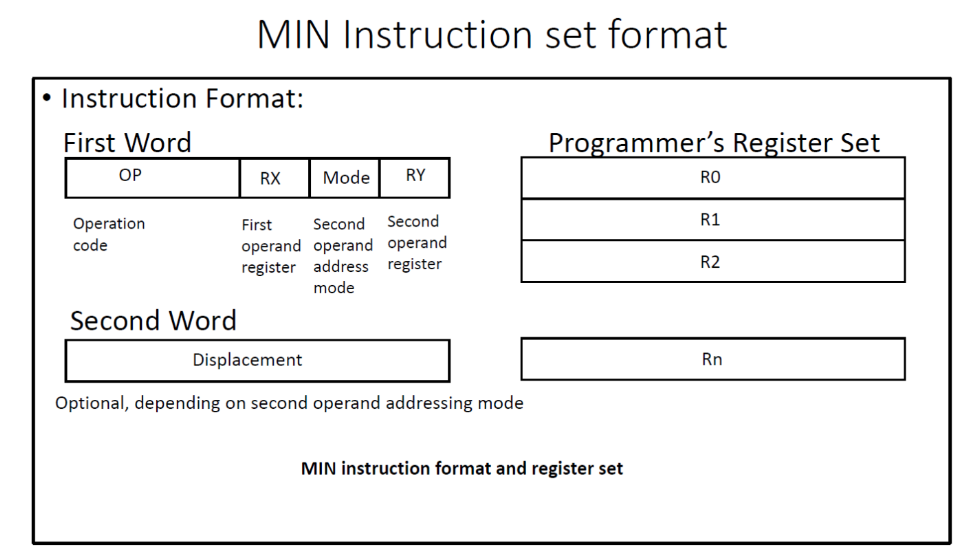 MIN Instruction set format
• Instruction Format:
First Word
OP RX Mode RY
Operation
code
First
operand
register
Second
operand
address
mode
Second
operand
register
Second Word
Displacement
Optional, depending on second operand addressing mode
Programmer's Register Set
R0
R1
R2
Rn
MIN instruction format and register set